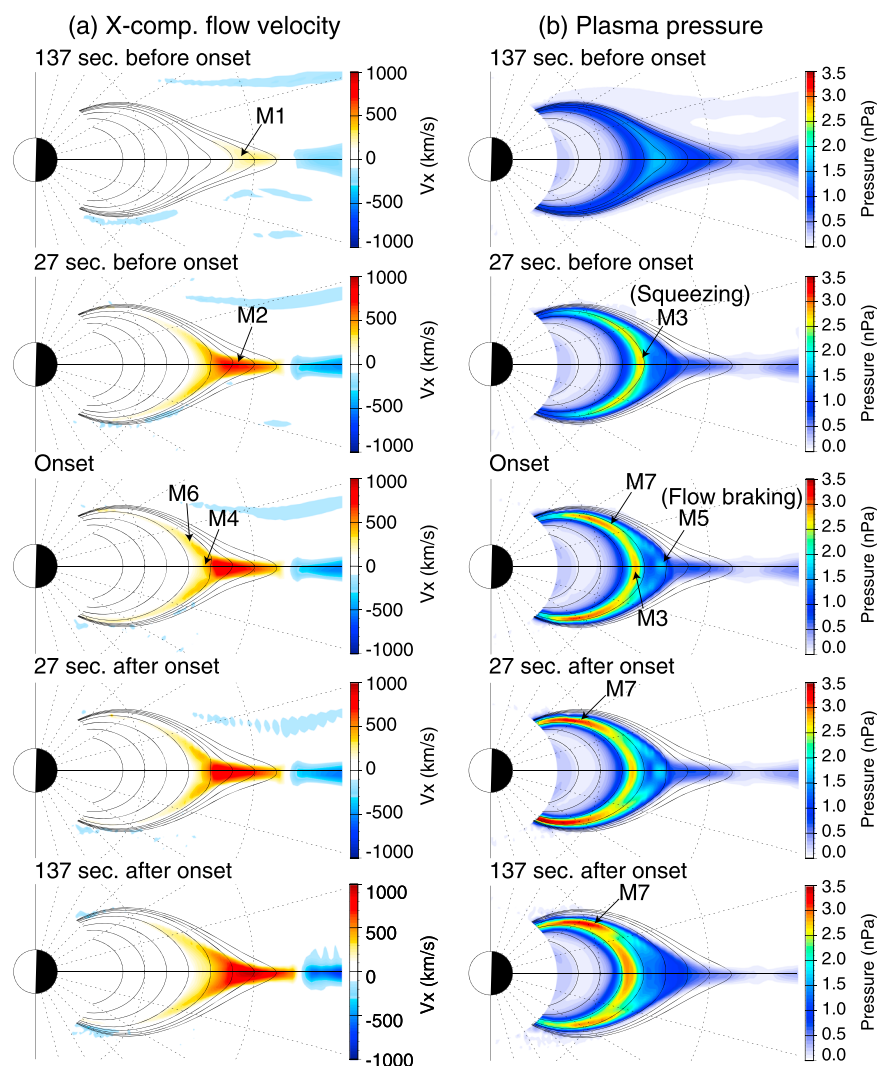 (a) X-comp. flow velocity
(b) Plasma pressure
137 sec. before onset
M1
1000
500
0
-500
-1000
Vx (km/s)
137 sec. before onset
3.5
3.0
2.5
2.0
1.5
1.0
0.5
0.0
Pressure (nPa)
27 sec. before onset
M2
1000
500
0
-500
-1000
Vx (km/s)
27 sec. before onset
(Squeezing)
M3
3.5
3.0
2.5
2.0
1.5
1.0
0.5
0.0
Pressure (nPa)
Onset
M6
M4
1000
500
0
-500
-1000
Vx (km/s)
Onset
M7
(Flow braking)
M5
M3
3.5
3.0
2.5
2.0
1.5
1.0
0.5
0.0
Pressure (nPa)
27 sec. after onset
1000
500
0
-500
-1000
Vx (km/s)
27 sec. after onset
M7
3.5
3.0
2.5
2.0
1.5
1.0
0.5
0.0
Pressure (nPa)
137 sec. after onset
1000
500
0
-500
-1000
Vx (km/s)
137 sec. after onset
M7
3.5
3.0
2.5
2.0
1.5
1.0
0.5
0.0
Pressure (nPa)